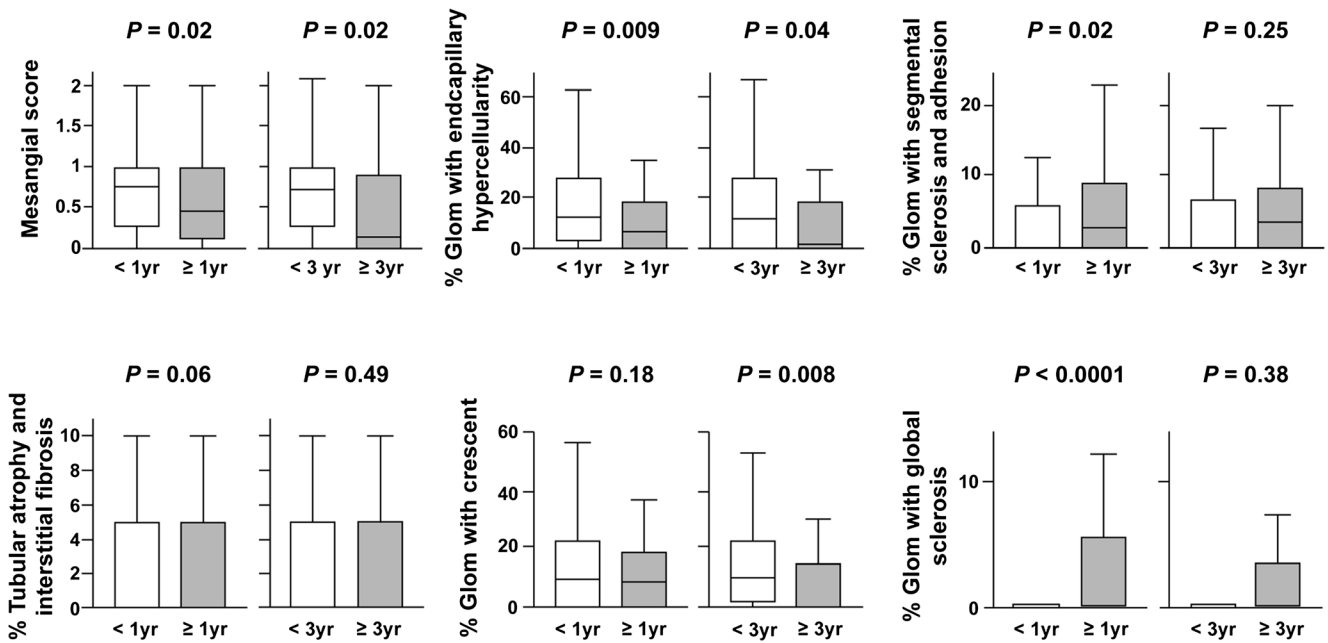 P = 0.02
P = 0.02
Mesangial score
2
1.5
1
0.5
0
< 1yr
≥ 1yr
< 3 yr
≥ 3yr
P = 0.009
P = 0.04
% Glom with endcapillary
hypercellularity
60
40
20
0
< 1yr
≥ 1yr
< 3yr
≥ 3yr
P = 0.02
P = 0.25
% Glom with segmental
sclerosis and adhesion
20
10
0
< 1yr
≥ 1yr
< 3yr
≥ 3yr
P = 0.06
P = 0.49
% Tubular atrophy and
interstitial fibrosis
10
8
6
4
2
0
< 1yr
≥ 1yr
< 3yr
≥ 3yr
P = 0.18
P = 0.008
% Glom with crescent
60
40
20
0
< 1yr
≥ 1yr
< 3yr
≥ 3yr
P < 0.0001
P = 0.38
% Glom with global
sclerosis
10
0
< 1yr
≥ 1yr
< 3yr
≥ 3yr